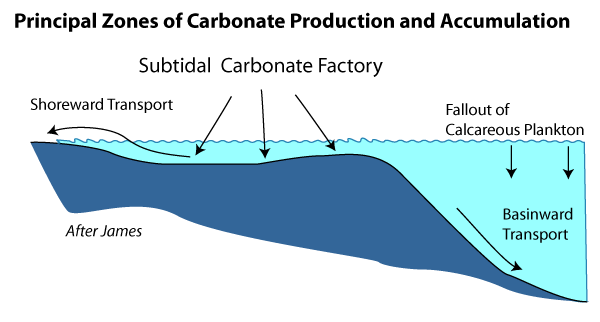 Principal Zones of Carbonate Production and Accumulation
Subtidal Carbonate Factory
Shoreward Transport
Fallout of
Calcareous Plankton
Basinward
Transport
After James